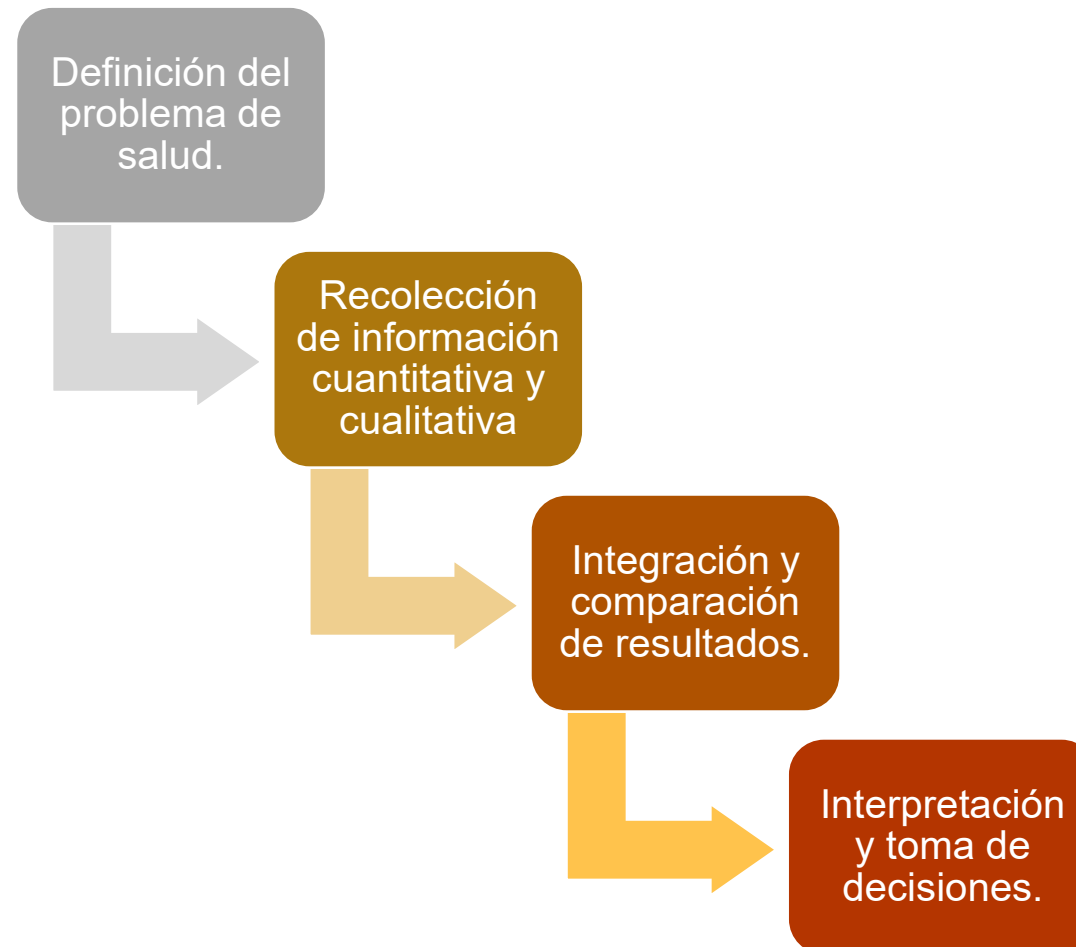 Definición del
problema de
salud.
Recolección
de información
cuantitativa y
cualitativa
Integración y
comparación
de resultados.
Interpretación
y toma de
decisiones.